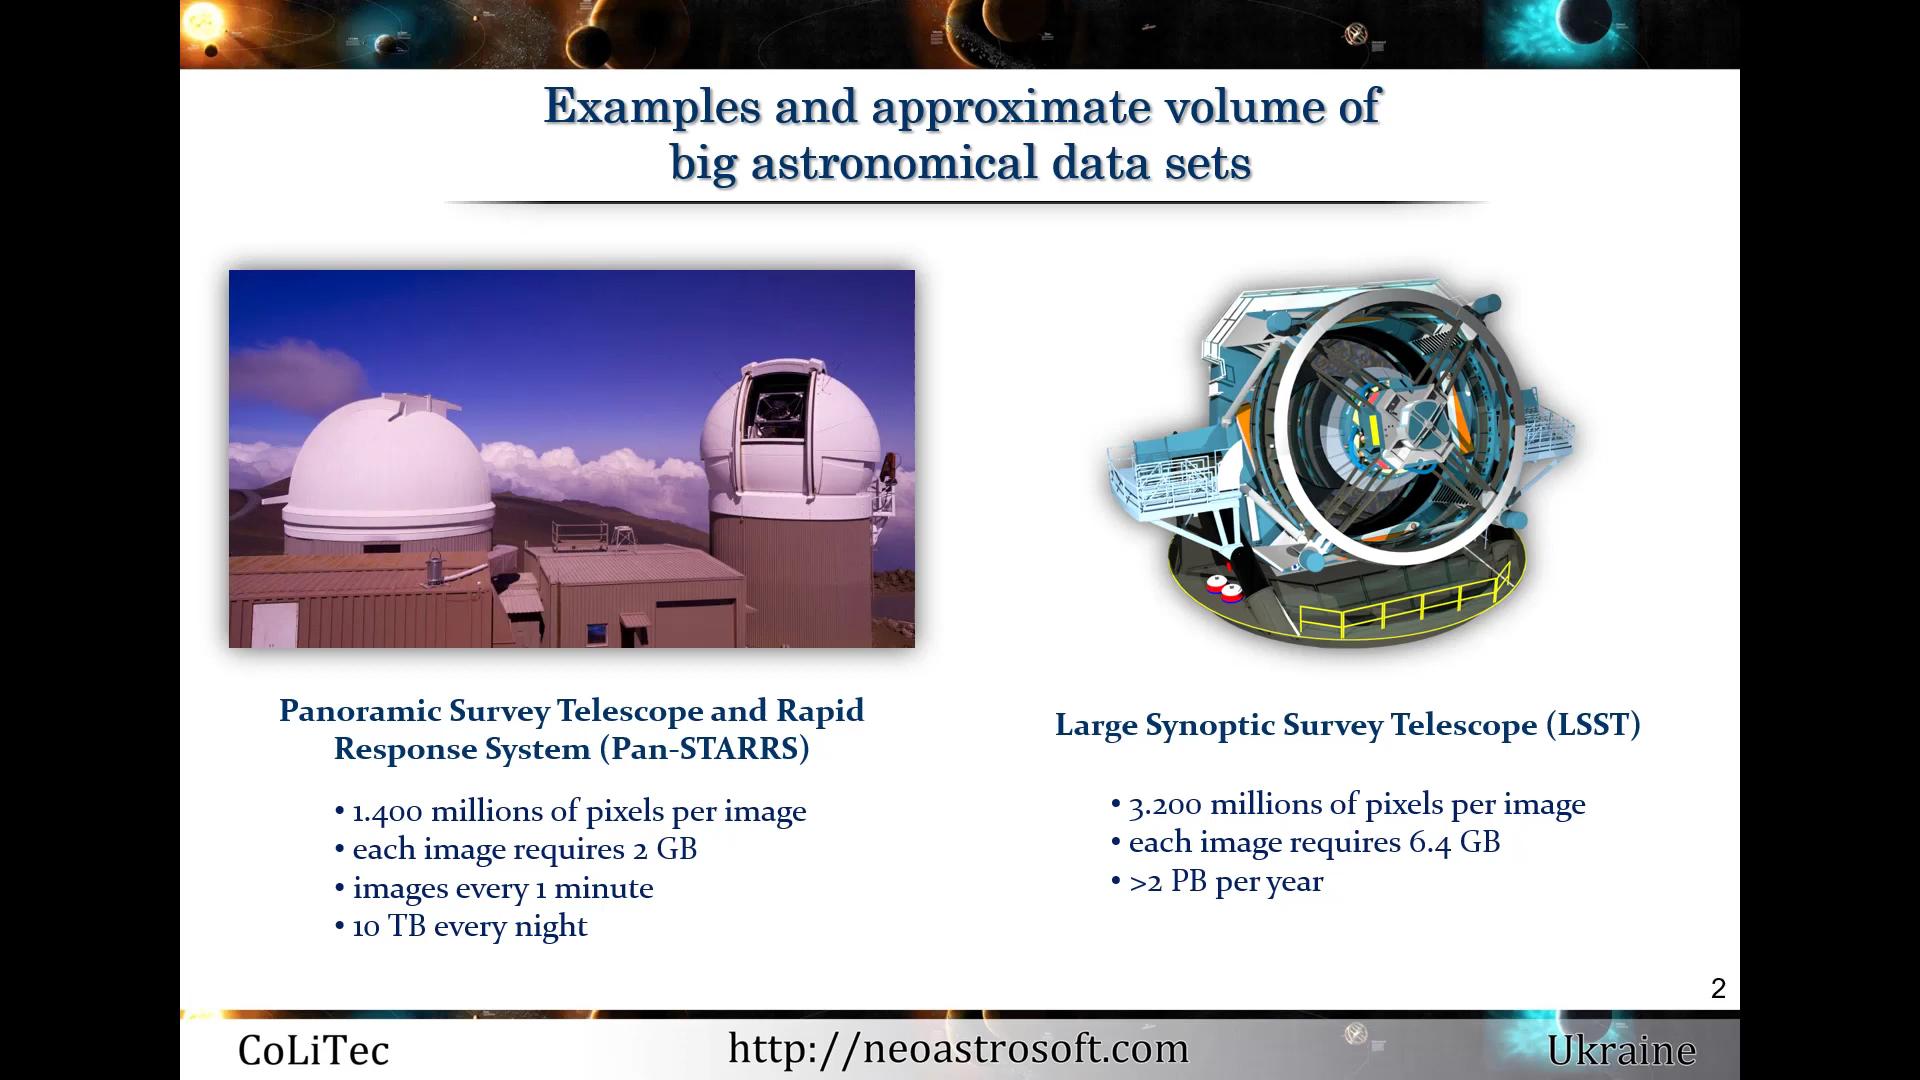 Examples and approximate volume of
big astronomical data sets
Panoramic Survey Telescope and Rapid
Response System (Pan-STARRS)
• 1.400 millions of pixels per image
• each image requires 2 GB
• images every 1 minute
• 10 TB every night
Large Synoptic Survey Telescope (LSST)
• 3.200 millions of pixels per image
• each image requires 6.4 GB
• >2 PB per year
2
CoLiTec
http://neoastrosoft.com
Ukraine